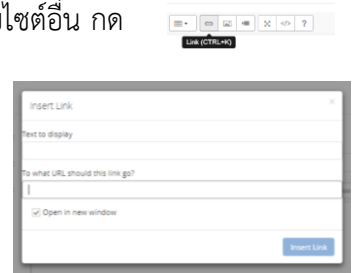 ไซต์อื่น กด
Link (CTRL+K)
Insert Link
×
Text to display
To what URL should this link go?
Open in new window
Insert Link